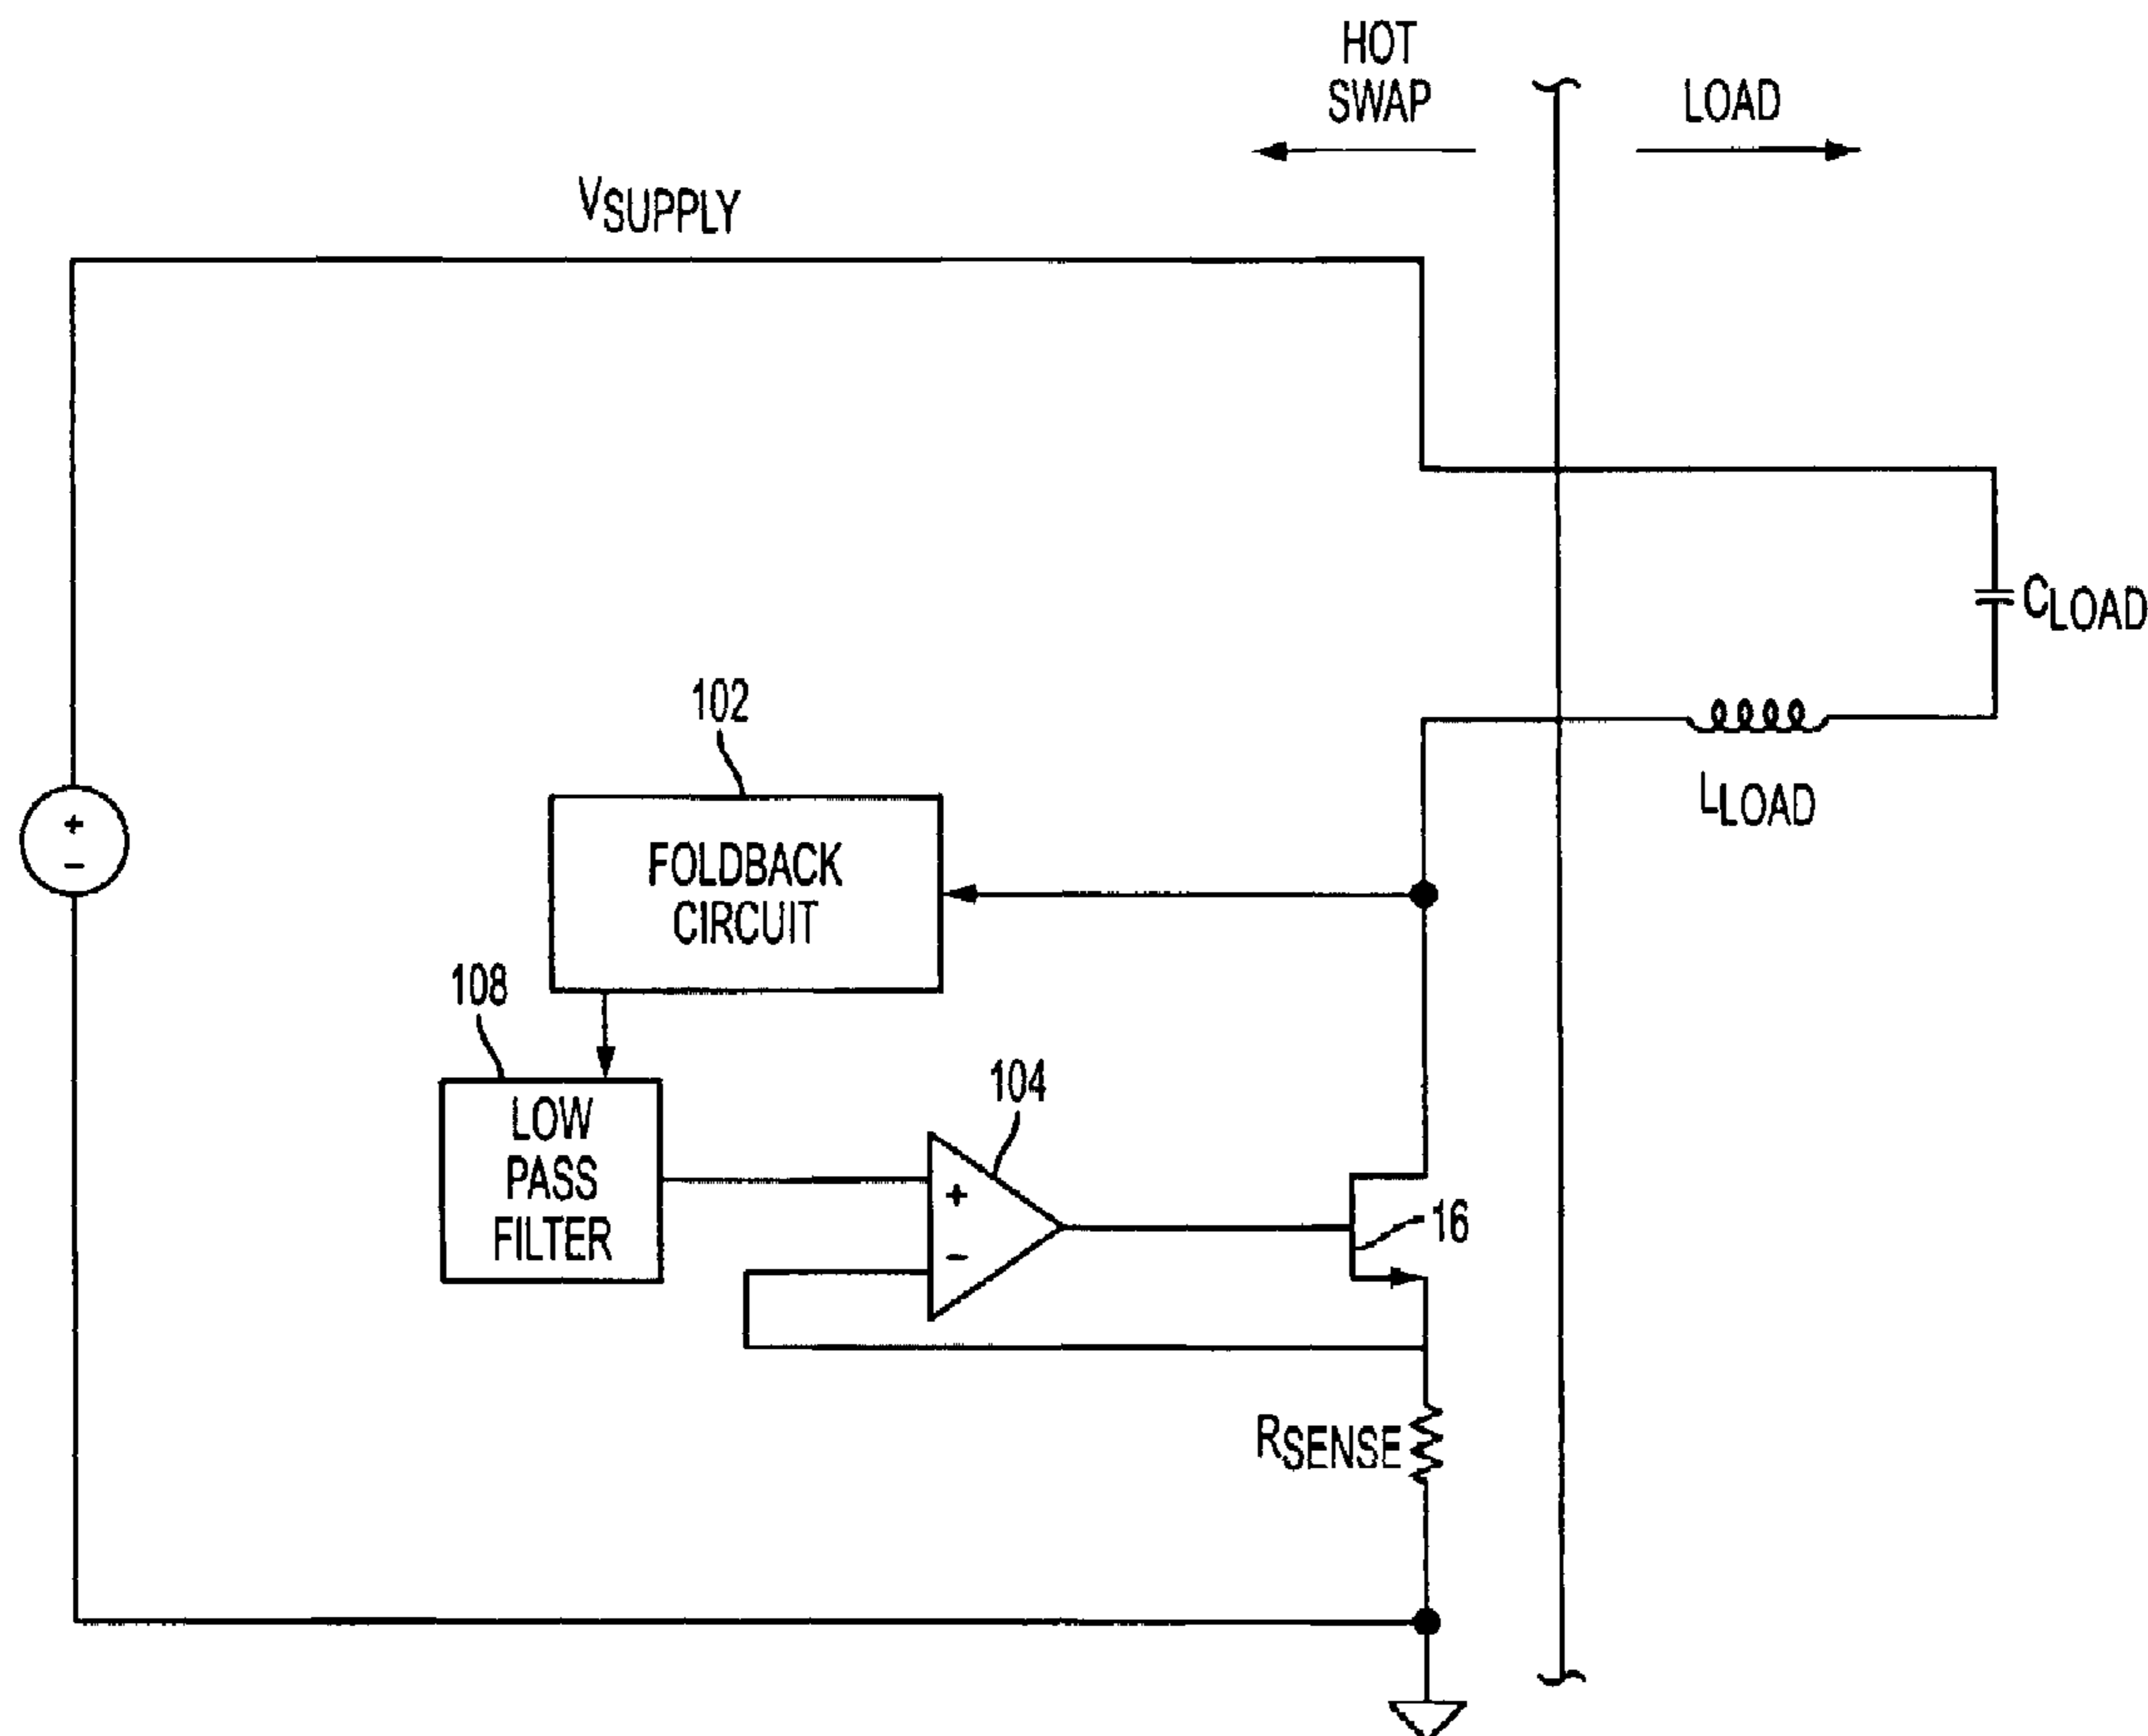 HOT
SWAP
LOAD
VSUPPLY
CLOAD
102
LLOAD
+
-
FOLDBACK
CIRCUIT
108
104
LOW
PASS
FILTER
+
-
16
RSENSE